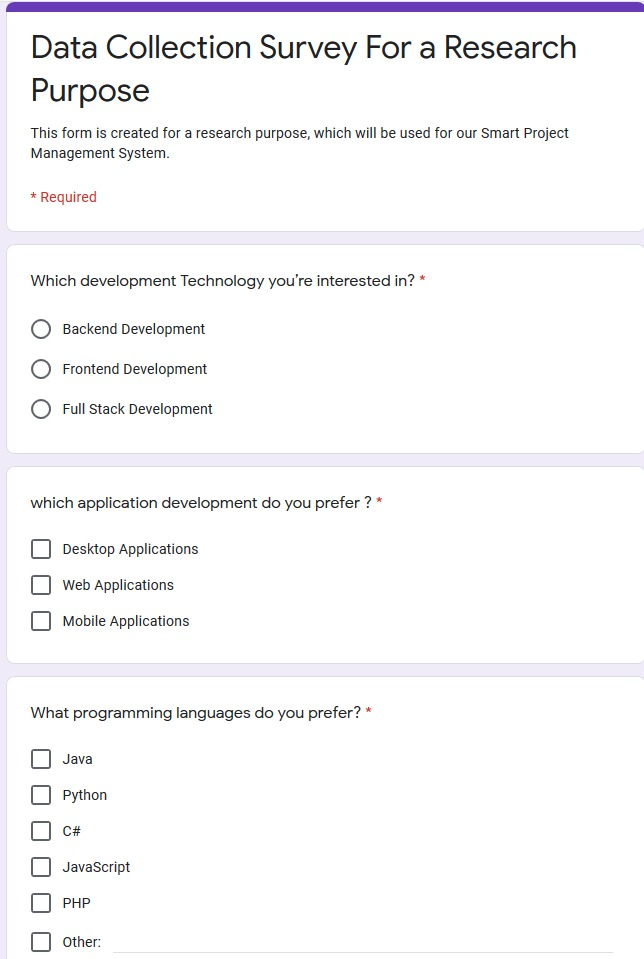 Data Collection Survey For a Research
Purpose
This form is created for a research purpose, which will be used for our Smart Project
Management System.
* Required
Which development Technology you’re interested in? *
Backend Development
Frontend Development
Full Stack Development
which application development do you prefer ? *
Desktop Applications
Web Applications
Mobile Applications
What programming languages do you prefer? *
Java
Python
C#
JavaScript
PHP
Other: